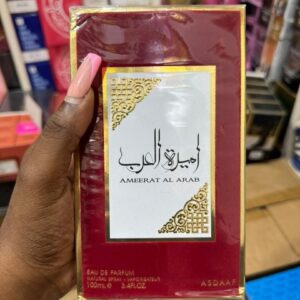 اميرة العرب
AMEERAT AL ARAB
EAU DE PARFUM
NATURAL SPRAY - VAPORISATEUR
100ml. ℮ 3.4FL.OZ.
ASDAAF